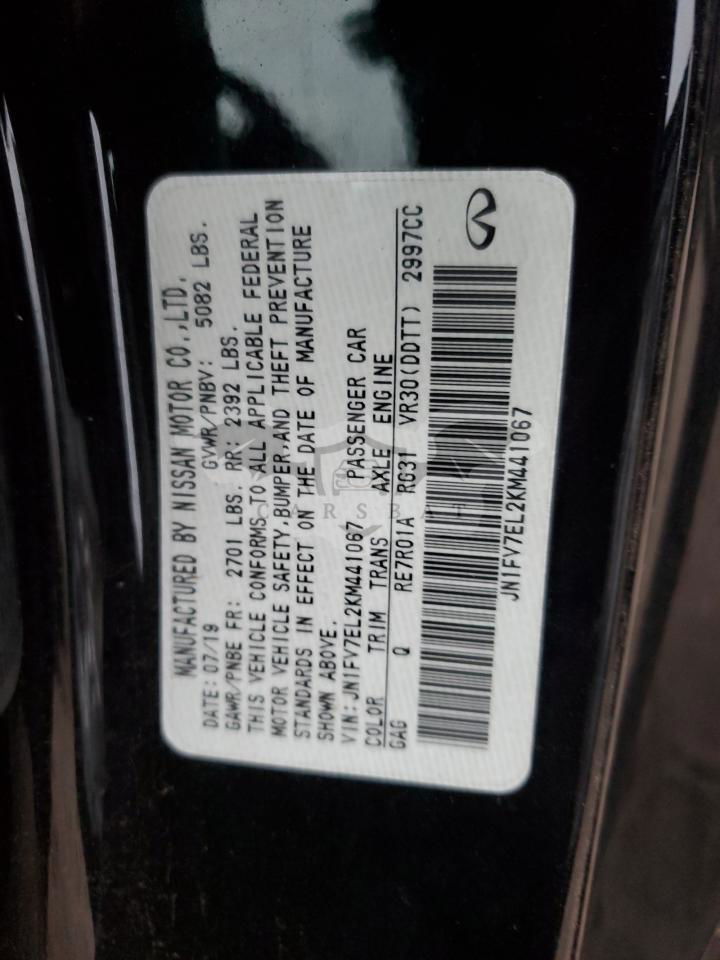 MANUFACTURED BY NISSAN MOTOR CO.,LTD.
DATE: 07/19 GVWR/PNBV: 5082 LBS.
GAWR/PNBE FR: 2701 LBS. RR: 2392 LBS.
THIS VEHICLE CONFORMS TO ALL APPLICABLE FEDERAL
MOTOR VEHICLE SAFETY,BUMPER,AND THEFT PREVENTION
STANDARDS IN EFFECT ON THE DATE OF MANUFACTURE
SHOWN ABOVE.
VIN:JN1FV7EL2KM441067 PASSENGER CAR
COLOR TRIM TRANS AXLE ENGINE
GAG Q RE7R01A RG31 VR30(DDTT) 2997CC
JN1FV7EL2KM441067
CARSBAT